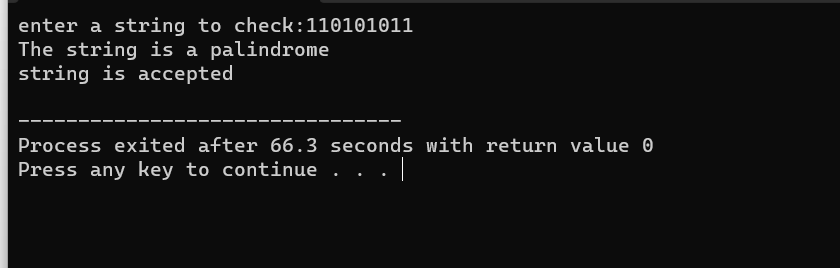 enter a string to check:110101011
The string is a palindrome
string is accepted
--------------------------------
Process exited after 66.3 seconds with return value 0
Press any key to continue . . .